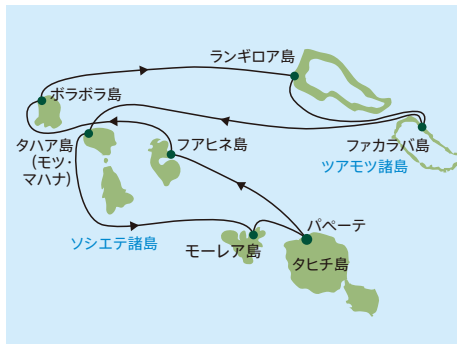 ランギロア島
ボラボラ島
タハア島
(モツ・
マハナ)
フアヒネ島
ファカラバ島
ツアモツ諸島
ソシエテ諸島
モーレア島
パペーテ
タヒチ島